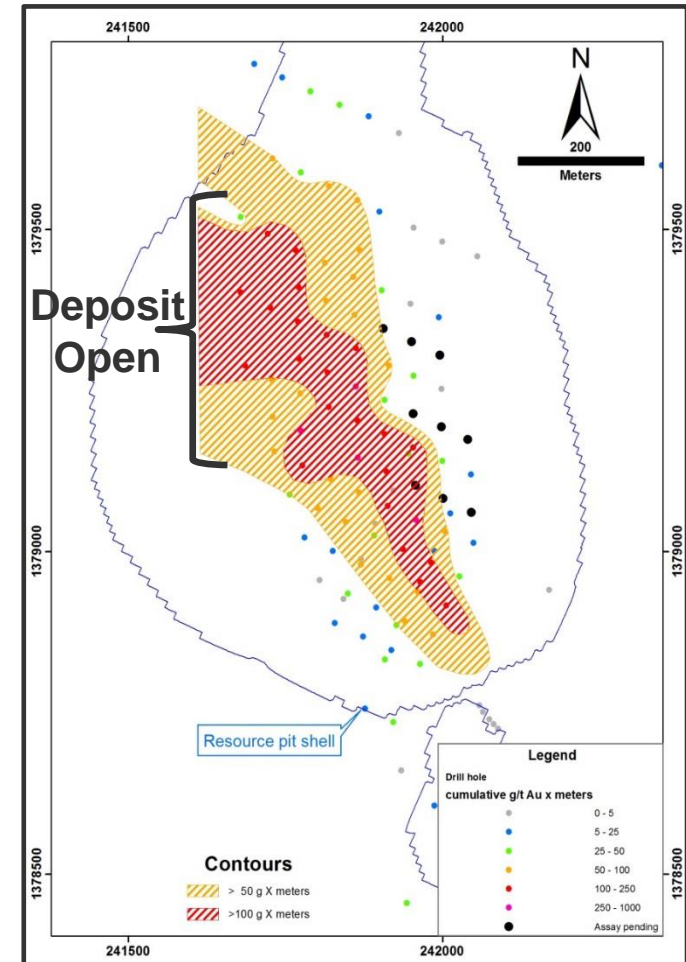 241500
242000
N
200
Meters
1379500
1379500
Deposit
Open
1379000
1379000
Resource pit shell
Legend
Drill hole
cumulative g/t Au x meters
0 - 5
5 - 25
25 - 50
50 - 100
100 - 250
250 - 1000
Assay pending
Contours
> 50 g X meters
>100 g X meters
1378500
1378500
241500
242000